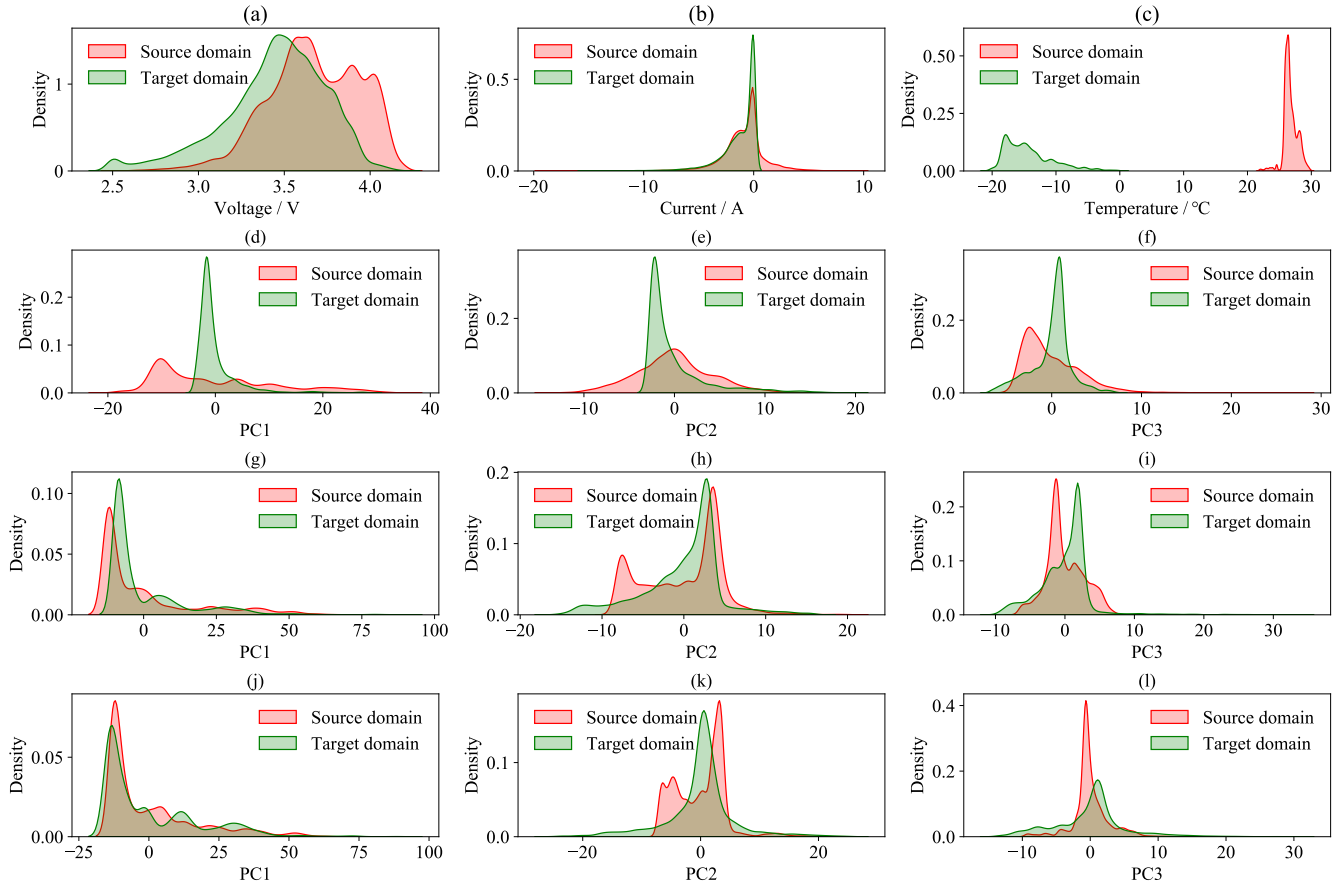 (a)
Density
0
1
2.5
3.0
3.5
4.0
Voltage / V
Source domain
Target domain
(b)
Density
0.0
0.5
−20
−10
0
10
Current / A
Source domain
Target domain
(c)
Density
0.00
0.25
0.50
−20
−10
0
10
20
30
Temperature / °C
Source domain
Target domain
(d)
Density
0.0
0.1
0.2
−20
0
20
40
PC1
Source domain
Target domain
(e)
Density
0.0
0.2
−10
0
10
20
PC2
Source domain
Target domain
(f)
Density
0.0
0.2
0
10
20
30
PC3
Source domain
Target domain
(g)
Density
0.00
0.05
0.10
0
25
50
75
100
PC1
Source domain
Target domain
(h)
Density
0.0
0.1
0.2
−20
−10
0
10
20
PC2
Source domain
Target domain
(i)
Density
0.0
0.1
0.2
−10
0
10
20
30
PC3
Source domain
Target domain
(j)
Density
0.00
0.05
−25
0
25
50
75
100
PC1
Source domain
Target domain
(k)
Density
0.0
0.1
−20
0
20
PC2
Source domain
Target domain
(l)
Density
0.0
0.2
0.4
−10
0
10
20
30
PC3
Source domain
Target domain